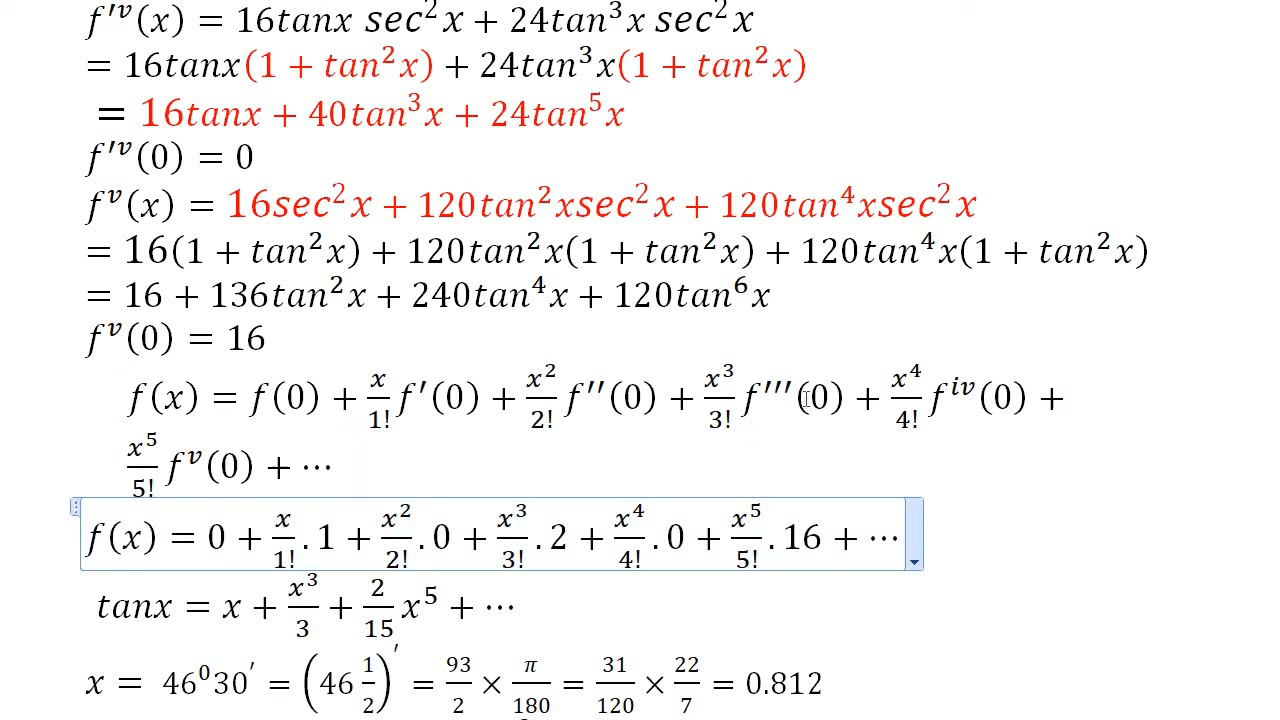 f′ᵛ(x) = 16tanx sec²x + 24tan³x sec²x
= 16tanx(1 + tan²x) + 24tan³x(1 + tan²x)
= 16tanx + 40tan³x + 24tan⁵x
f′ᵛ(0) = 0
fᵛ(x) = 16sec²x + 120tan²xsec²x + 120tan⁴xsec²x
= 16(1 + tan²x) + 120tan²x(1 + tan²x) + 120tan⁴x(1 + tan²x)
= 16 + 136tan²x + 240tan⁴x + 120tan⁶x
fᵛ(0) = 16
f(x) = f(0) + x/1! f′(0) + x²/2! f′′(0) + x³/3! f′′′(0) + x⁴/4! fⁱᵛ(0) +
x⁵/5! fᵛ(0) + ⋯
f(x) = 0 + x/1! . 1 + x²/2! . 0 + x³/3! . 2 + x⁴/4! . 0 + x⁵/5! . 16 + ⋯
tanx = x + x³/3 + 2/15 x⁵ + ⋯
x = 46⁰30′ = (46 1/2)′ = 93/2 × π/180 = 31/120 × 22/7 = 0.812